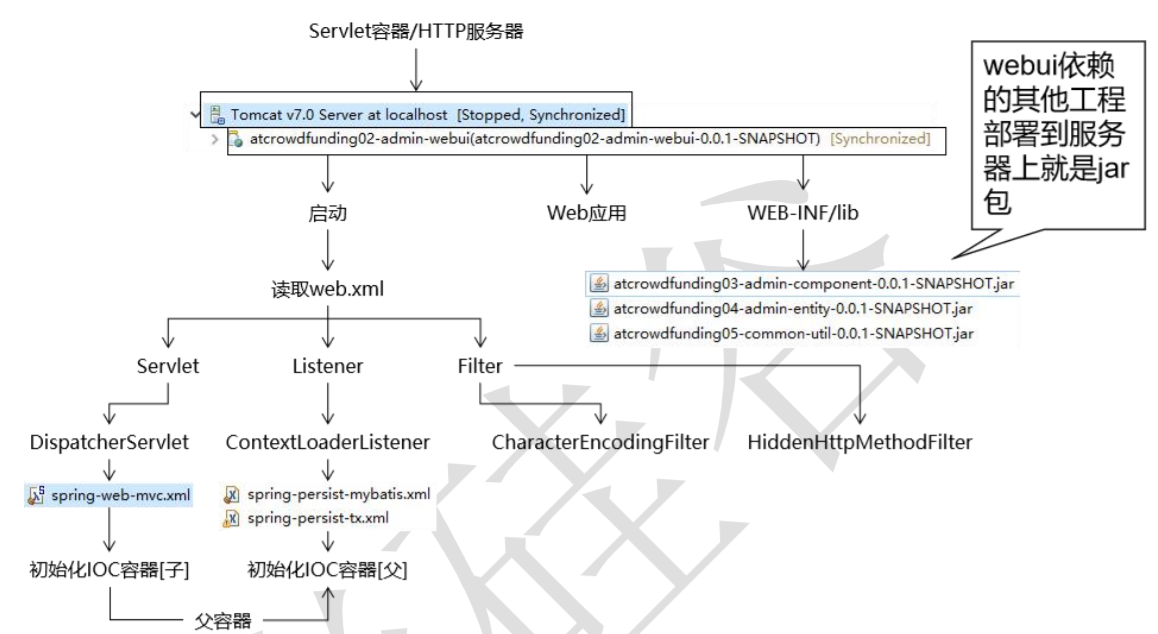 Servlet容器/HTTP服务器
Tomcat v7.0 Server at localhost [Stopped, Synchronized]
atcrowdfunding02-admin-webui(atcrowdfunding02-admin-webui-0.0.1-SNAPSHOT) [Synchronized]
webui依赖
的其他工程
部署到服务
器上就是jar
包
启动
Web应用
WEB-INF/lib
读取web.xml
atcrowdfunding03-admin-component-0.0.1-SNAPSHOT.jar
atcrowdfunding04-admin-entity-0.0.1-SNAPSHOT.jar
atcrowdfunding05-common-util-0.0.1-SNAPSHOT.jar
Servlet
Listener
Filter
DispatcherServlet
ContextLoaderListener
CharacterEncodingFilter
HiddenHttpMethodFilter
spring-web-mvc.xml
spring-persist-mybatis.xml
spring-persist-tx.xml
初始化IOC容器[子]
初始化IOC容器[父]
父容器